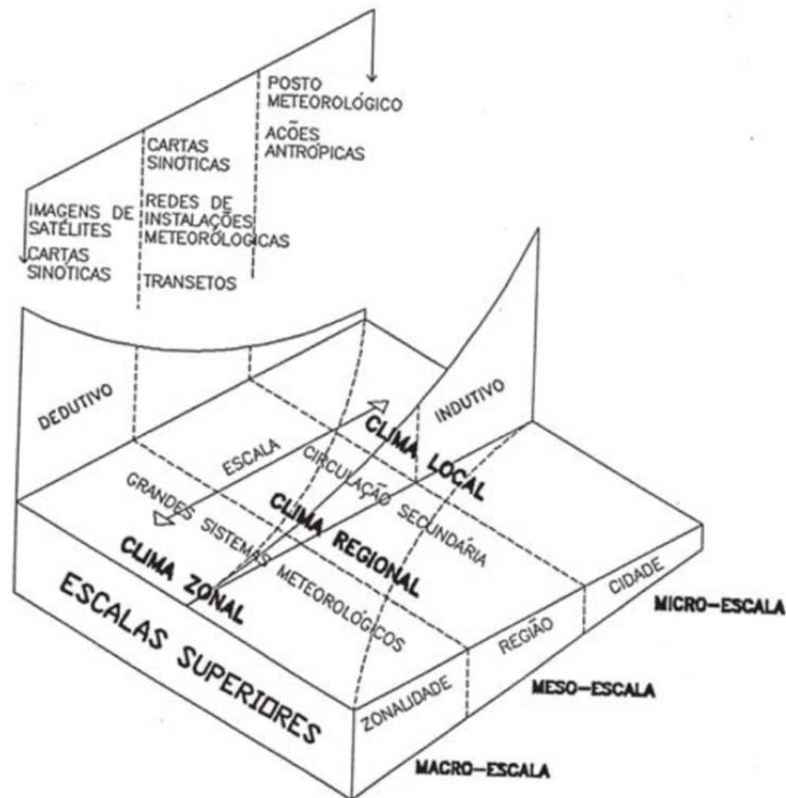 POSTO
METEOROLÓGICO
ACÕES
ANTRÓPICAS
CARTAS
SINÓTICAS
REDES DE
INSTALAÇÕES
METEOROLÓGICAS
TRANSETOS
IMAGENS DE
SATÉLITES
CARTAS
SINÓTICAS
DEDUTIVO
INDUTIVO
ESCALA
CLIMA LOCAL
CIRCULAÇÃO SECUNDÁRIA
CLIMA REGIONAL
GRANDES SISTEMAS METEOROLÓGICOS
CLIMA ZONAL
ESCALAS SUPERIORES
ZONALIDADE
REGIÃO
CIDADE
MICRO-ESCALA
MESO-ESCALA
MACRO-ESCALA